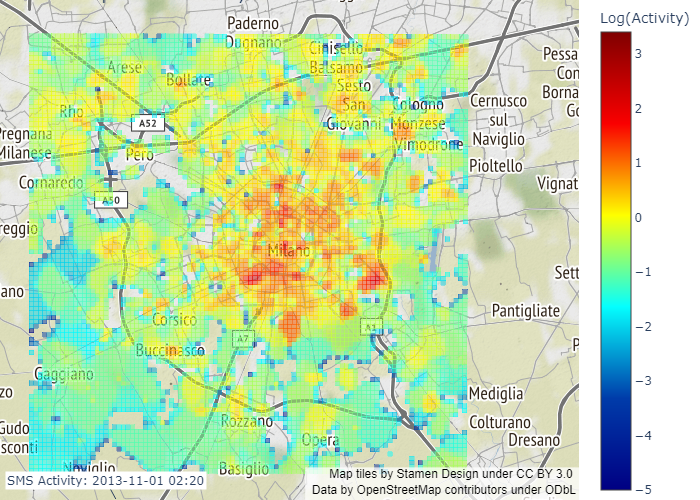 Log(Activity)
3
2
1
0
−1
−2
−3
−4
−5
Paderno
Dugnano
Cinisello
Balsamo
Sesto
San
Giovanni
Arese
Bollate
Rho
A52
Pero
Cologno
Monzese
Vimodrone
Cernusco
sul
Naviglio
Pioltello
Pessa
Borna
Vignat
Pregnana
Milanese
Cornaredo
A50
reggio
Milano
ano
Sett
Pantigliate
Corsico
A7
A1
Buccinasco
Gaggiano
Mediglia
Rozzano
Colturano
Dresano
Opera
Gudo
sconti
Noviglio
Basiglio
SMS Activity: 2013-11-01 02:20
Map tiles by Stamen Design under CC BY 3.0
Data by OpenStreetMap contributors under ODbL